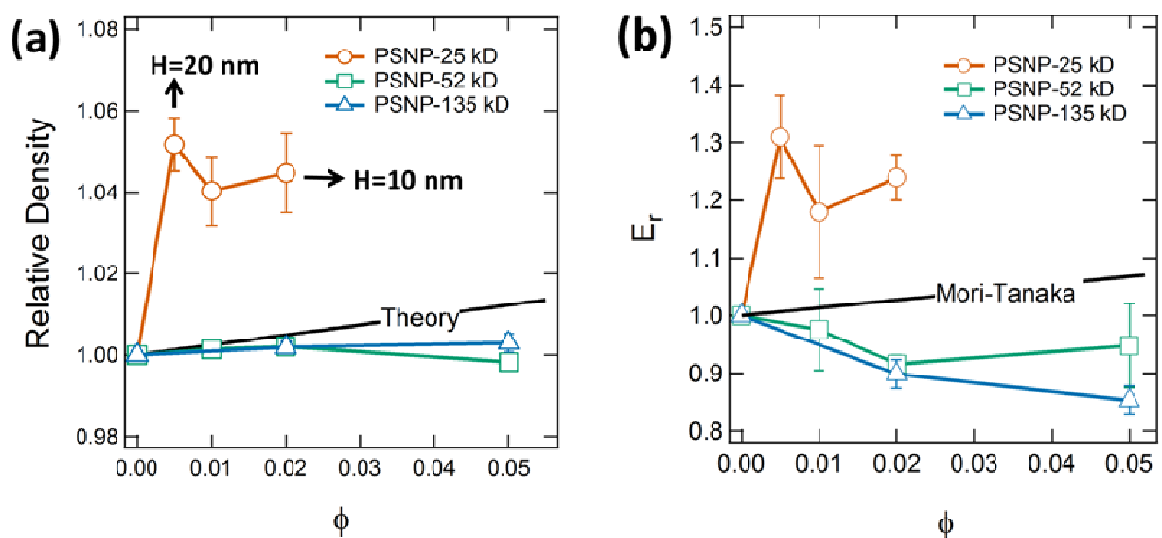 (a)
1.08
1.06
1.04
1.02
1.00
0.98
Relative Density
H=20 nm
PSNP-25 kD
PSNP-52 kD
PSNP-135 kD
H=10 nm
Theory
0.00 0.01 0.02 0.03 0.04 0.05
ϕ
(b)
1.5
1.4
1.3
1.2
1.1
1.0
0.9
0.8
Er
PSNP-25 kD
PSNP-52 kD
PSNP-135 kD
Mori-Tanaka
0.00 0.01 0.02 0.03 0.04 0.05
ϕ